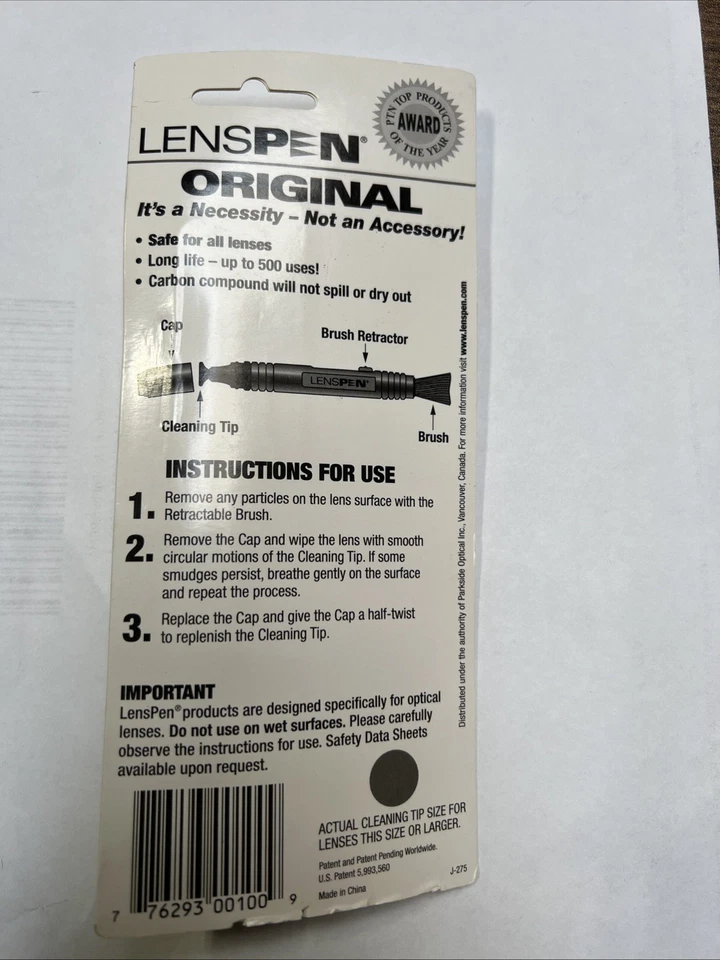 PTN TOP PRODUCTS
AWARD
OF THE YEAR
LENSPEN®
ORIGINAL
It's a Necessity – Not an Accessory!
• Safe for all lenses
• Long life – up to 500 uses!
• Carbon compound will not spill or dry out
Cap
Brush Retractor
LENSPEN®
Cleaning Tip
Brush
INSTRUCTIONS FOR USE
1. Remove any particles on the lens surface with the
Retractable Brush.
2. Remove the Cap and wipe the lens with smooth
circular motions of the Cleaning Tip. If some
smudges persist, breathe gently on the surface
and repeat the process.
3. Replace the Cap and give the Cap a half-twist
to replenish the Cleaning Tip.
IMPORTANT
LensPen® products are designed specifically for optical
lenses. Do not use on wet surfaces. Please carefully
observe the instructions for use. Safety Data Sheets
available upon request.
ACTUAL CLEANING TIP SIZE FOR
LENSES THIS SIZE OR LARGER.
Patent and Patent Pending Worldwide.
U.S. Patent 5,993,560
Made in China
J-275
7 76293 00100 9
Distributed under the authority of Parkside Optical Inc., Vancouver, Canada. For more information visit www.lenspen.com